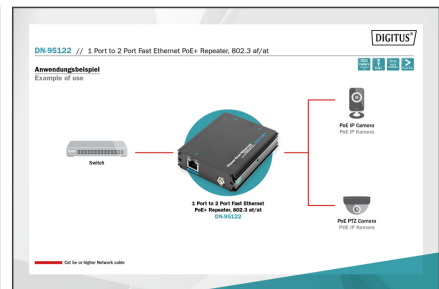 DIGITUS®
DN-95122 // 1 Port to 2 Port Fast Ethernet PoE+ Repeater, 802.3 af/at
Anwendungsbeispiel
Example of use
Switch
1 Port to 2 Port Fast Ethernet
PoE+ Repeater, 802.3 af/at
DN-95122
PoE IP Camera
PoE IP Kamera
PoE PTZ Camera
POE IP Kamera
Cat 5e or higher Network cable